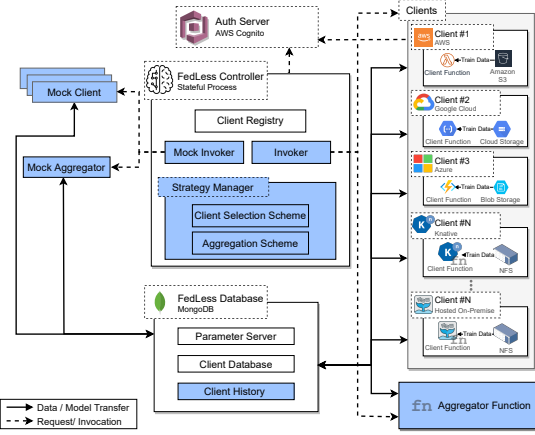 Auth Server
AWS Cognito
Clients
Client #1
AWS
aws
Train Data
Client Function
Amazon
S3
FedLess Controller
Stateful Process
Mock Client
Client Registry
Mock Invoker
Invoker
Mock Aggregator
Strategy Manager
Client Selection Scheme
Aggregation Scheme
Client #2
Google Cloud
Train Data
Client Function
Cloud Storage
Client #3
Azure
Train Data
Client Function
Blob Storage
Client #N
Knative
Train Data
fn
Client Function
NFS
Client #N
Hosted On-Premise
Train Data
fn
Client Function
NFS
FedLess Database
MongoDB
Parameter Server
Client Database
Client History
fn Aggregator Function
Data / Model Transfer
Request/ Invocation